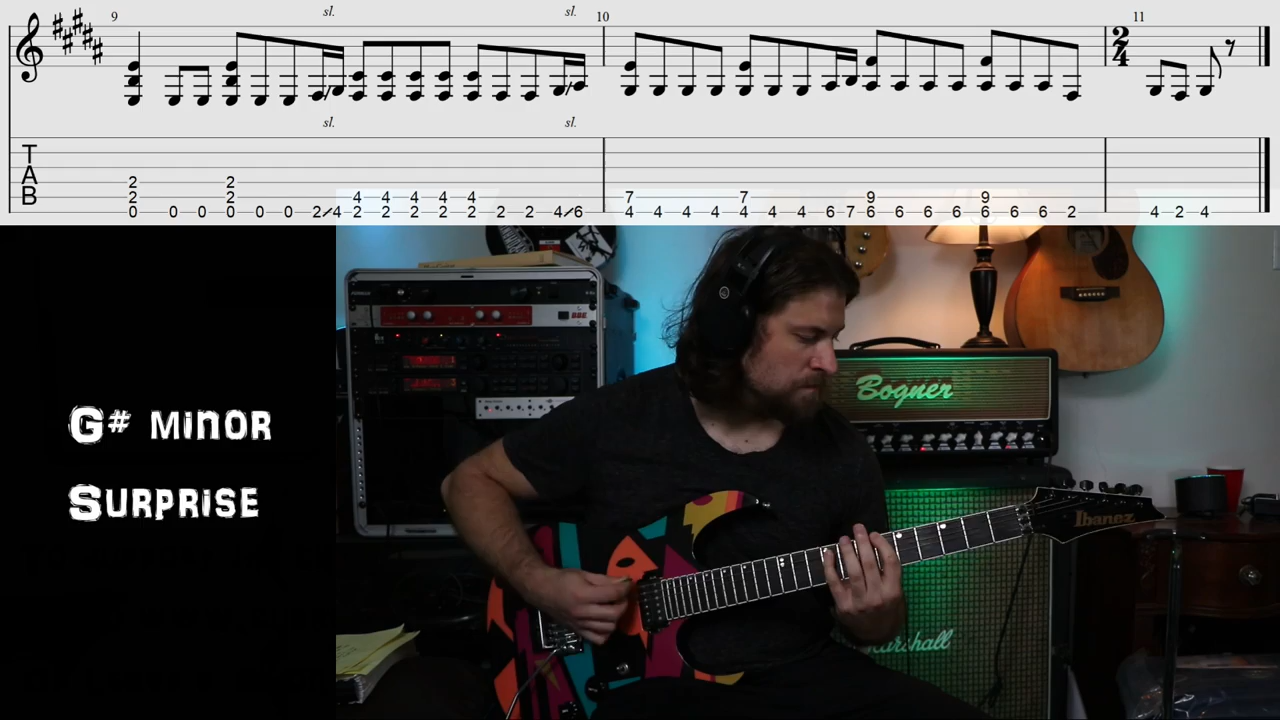 9 sl. sl. 10 11
2 4
sl. sl.
T
A 2 2
B 2 2 4 4 4 4 4 7 7 9 9
0 0 0 0 0 0 2 4 2 2 2 2 2 2 2 4 6 4 4 4 4 4 4 4 6 7 6 6 6 6 6 6 6 2 4 2 4
BBE
Bogner
G# minor
Surprise
Ibanez
Marshall